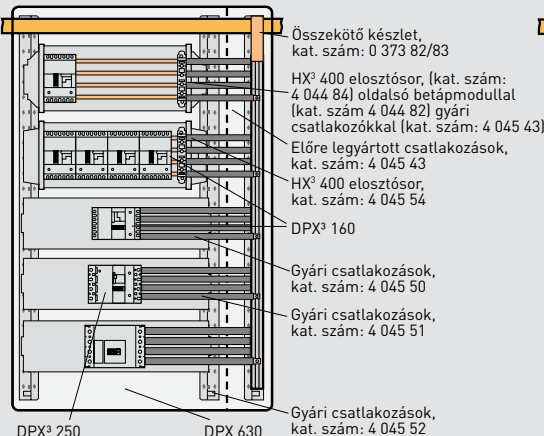 Összekötő készlet,
kat. szám: 0 373 82/83
HX³ 400 elosztósor, (kat. szám:
4 044 84) oldalsó betápmodullal
(kat. szám 4 044 82) gyári
csatlakozókkal (kat. szám: 4 045 43)
Előre legyártott csatlakozások,
kat. szám: 4 045 43
HX³ 400 elosztósor,
kat. szám: 4 045 54
DPX³ 160
Gyári csatlakozások,
kat. szám: 4 045 50
Gyári csatlakozások,
kat. szám: 4 045 51
Gyári csatlakozások,
kat. szám: 4 045 52
DPX³ 250
DPX 630